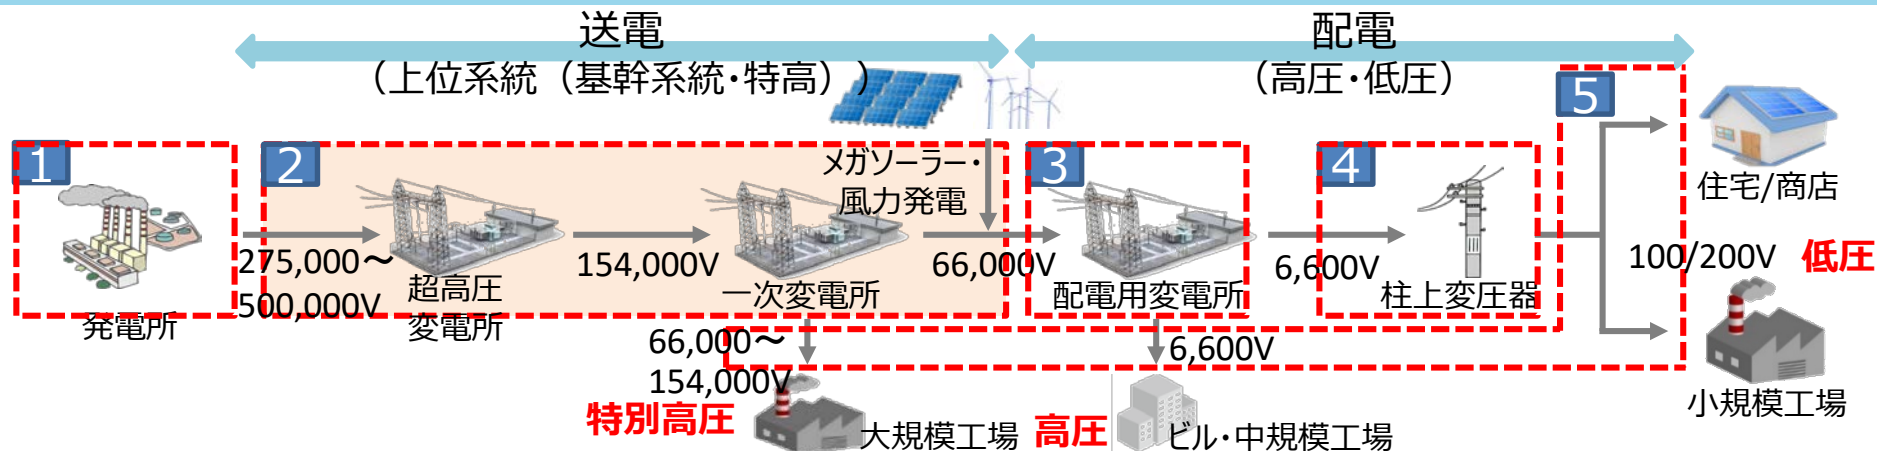 送電
（上位系統（基幹系統・特高））
配電
（高圧・低圧）
1
2
3
4
5
メガソーラー・
風力発電
275,000～
500,000V
154,000V
66,000V
6,600V
100/200V
低圧
発電所
超高圧
変電所
一次変電所
配電用変電所
柱上変圧器
住宅/商店
66,000～
154,000V
6,600V
特別高圧
大規模工場
高圧
ビル・中規模工場
小規模工場